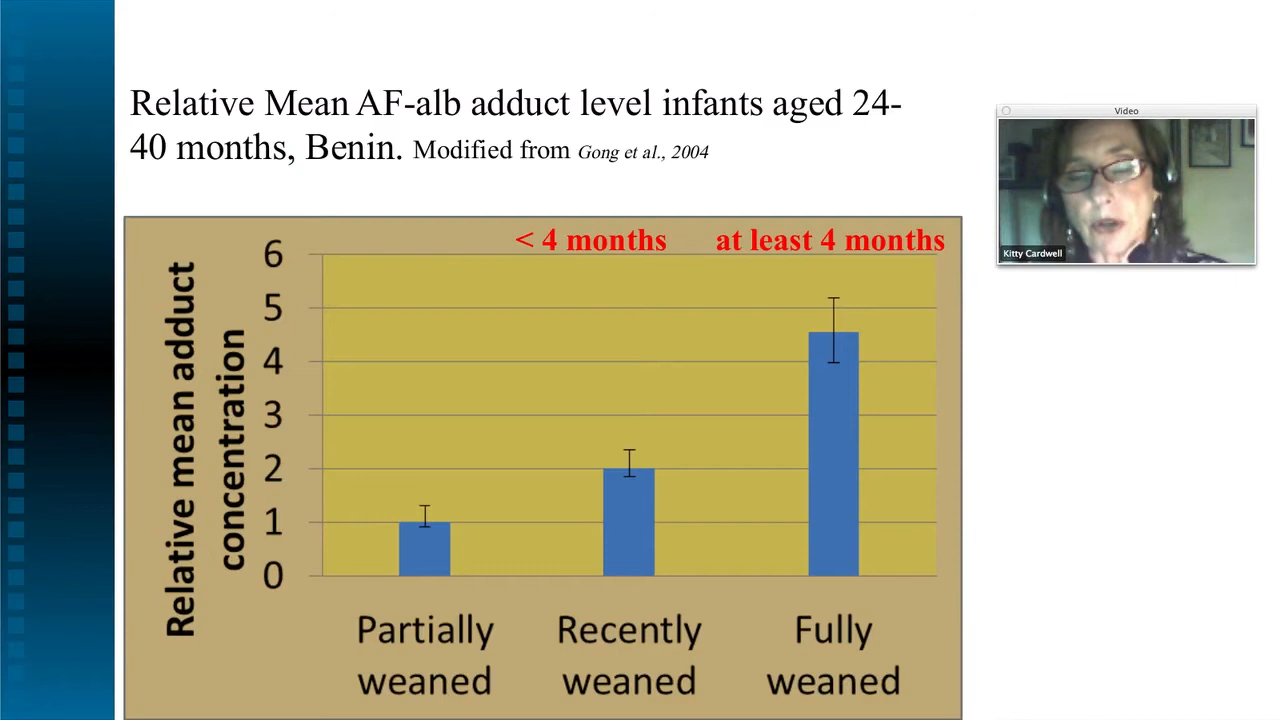 Relative Mean AF-alb adduct level infants aged 24-
40 months, Benin. Modified from Gong et al., 2004
Video
Kitty Cardwell
< 4 months
at least 4 months
Relative mean adduct
concentration
6
5
4
3
2
1
0
Partially
weaned
Recently
weaned
Fully
weaned